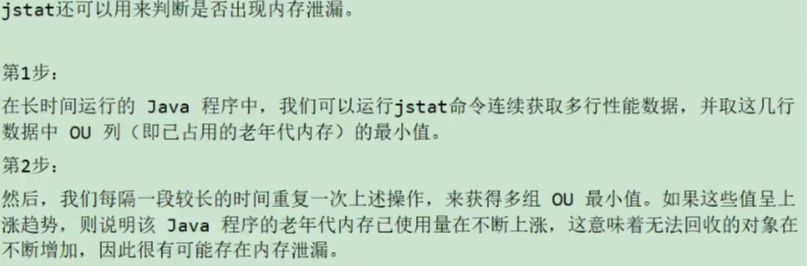 jstat还可以用来判断是否出现内存泄漏。
第1步:
在长时间运行的 Java 程序中，我们可以运行jstat命令连续获取多行性能数据，并取这几行
数据中 OU 列（即已占用的老年代内存）的最小值。
第2步:
然后，我们每隔一段较长的时间重复一次上述操作，来获得多组 OU 最小值。如果这些值呈上
涨趋势，则说明该 Java 程序的老年代内存已使用量在不断上涨，这意味着无法回收的对象在
不断增加，因此很有可能存在内存泄漏。